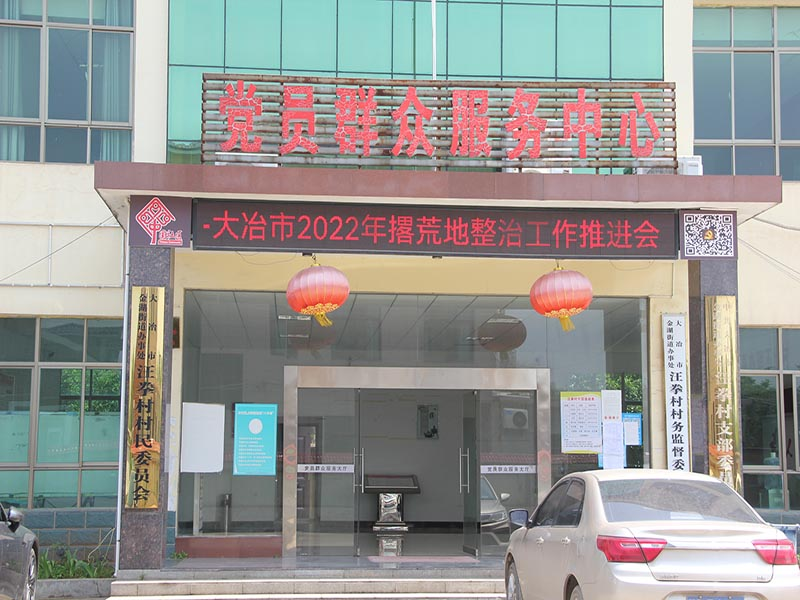 党员群众服务中心
-大冶市2022年撂荒地整治工作推进会
大冶市
金湖街道办事处
汪拳村村民委员会
大冶市
金湖街道办事处
汪拳村村务监督委
拳村支部委
党员群众服务大厅
党员群众服务大厅